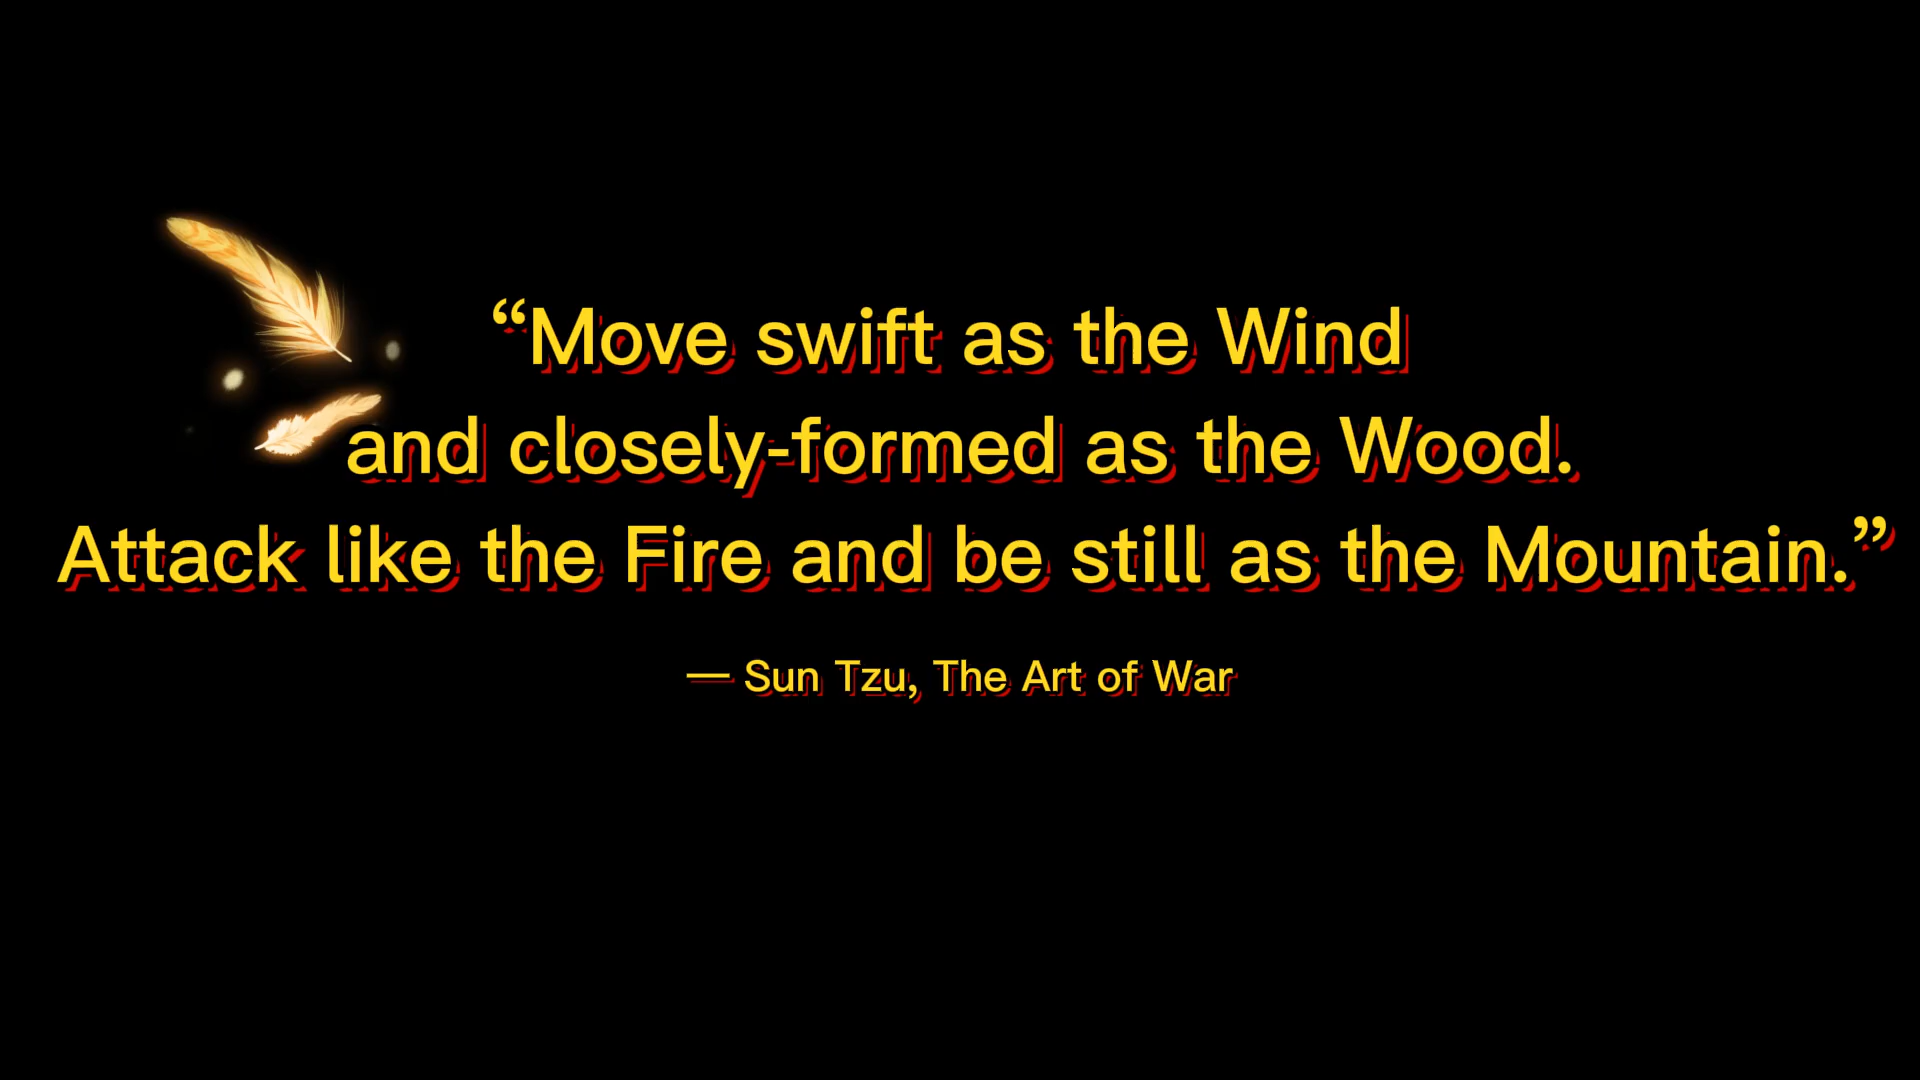 “Move swift as the Wind
and closely-formed as the Wood.
Attack like the Fire and be still as the Mountain.”
— Sun Tzu, The Art of War